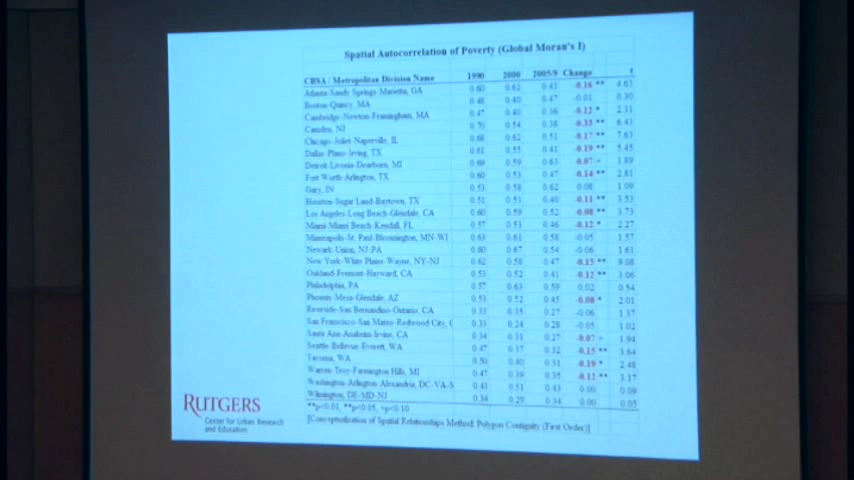 Spatial Autocorrelation of Poverty (Global Moran's I)
CBSA / Metropolitan Division Name 1990 2000 2005/9 Change t
Atlanta-Sandy Springs-Marietta, GA 0.60 0.62 0.43 -0.16 ** 4.63
Boston-Quincy, MA 0.48 0.40 0.47 -0.01 0.30
Cambridge-Newton-Framingham, MA 0.47 0.40 0.36 -0.12 * 2.31
Camden, NJ 0.70 0.54 0.38 -0.33 ** 6.43
Chicago-Joliet-Naperville, IL 0.68 0.62 0.51 -0.17 ** 7.63
Dallas-Plano-Irving, TX 0.61 0.55 0.41 -0.19 ** 5.45
Detroit-Livonia-Dearborn, MI 0.69 0.59 0.63 -0.07 + 1.89
Fort Worth-Arlington, TX 0.60 0.53 0.47 -0.14 ** 2.81
Gary, IN 0.53 0.58 0.62 0.08 1.09
Houston-Sugar Land-Baytown, TX 0.51 0.53 0.40 -0.11 ** 3.53
Los Angeles-Long Beach-Glendale, CA 0.60 0.59 0.52 -0.08 ** 3.73
Miami-Miami Beach-Kendall, FL 0.57 0.53 0.46 -0.12 * 2.27
Minneapolis-St. Paul-Bloomington, MN-WI 0.63 0.61 0.58 -0.05 1.57
Newark-Union, NJ-PA 0.60 0.67 0.54 -0.06 1.61
New York-White Plains-Wayne, NY-NJ 0.62 0.58 0.47 -0.15 ** 9.08
Oakland-Fremont-Hayward, CA 0.53 0.52 0.41 -0.12 ** 3.06
Philadelphia, PA 0.57 0.63 0.59 0.02 0.54
Phoenix-Mesa-Glendale, AZ 0.53 0.52 0.45 -0.08 * 2.01
Riverside-San Bernardino-Ontario, CA 0.33 0.35 0.27 -0.06 1.37
San Francisco-San Mateo-Redwood City, C 0.33 0.24 0.28 -0.05 1.02
Santa Ana-Anaheim-Irvine, CA 0.34 0.31 0.27 -0.07 + 1.94
Seattle-Bellevue-Everett, WA 0.47 0.37 0.32 -0.15 ** 3.64
Tacoma, WA 0.50 0.40 0.31 -0.19 * 2.48
Warren-Troy-Farmington Hills, MI 0.47 0.39 0.35 -0.12 ** 3.17
Washington-Arlington-Alexandria, DC-VA-M 0.43 0.51 0.43 0.00 0.09
Wilmington, DE-MD-NJ 0.34 0.29 0.34 0.00 0.05
**p<0.01, **p<0.05, +p<0.10
[Conceptualization of Spatial Relationships Method: Polygon Contiguity (First Order)]
RUTGERS
Center for Urban Research
and Education